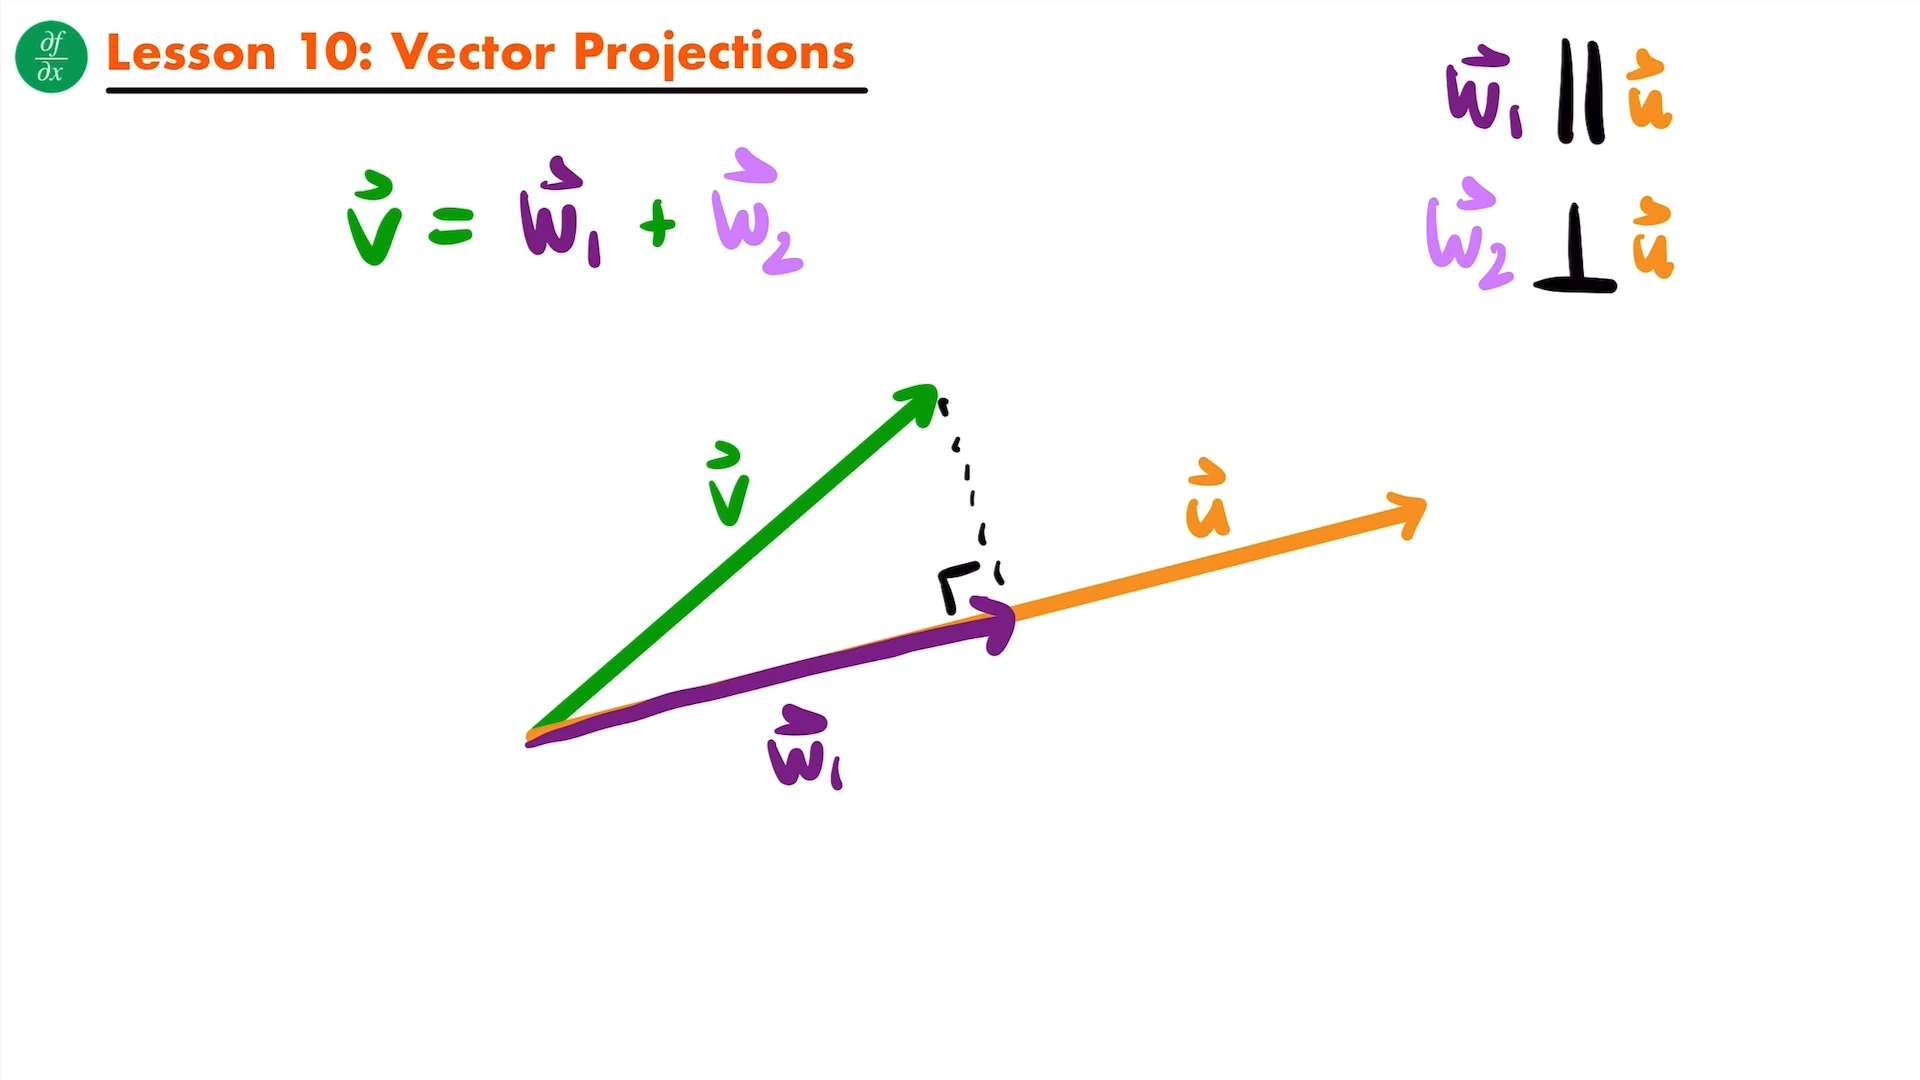 ∂f/∂x
Lesson 10: Vector Projections
w⃗₁ ∥ u⃗
v⃗ = w⃗₁ + w⃗₂
w⃗₂ ⊥ u⃗
v⃗
u⃗
w⃗₁